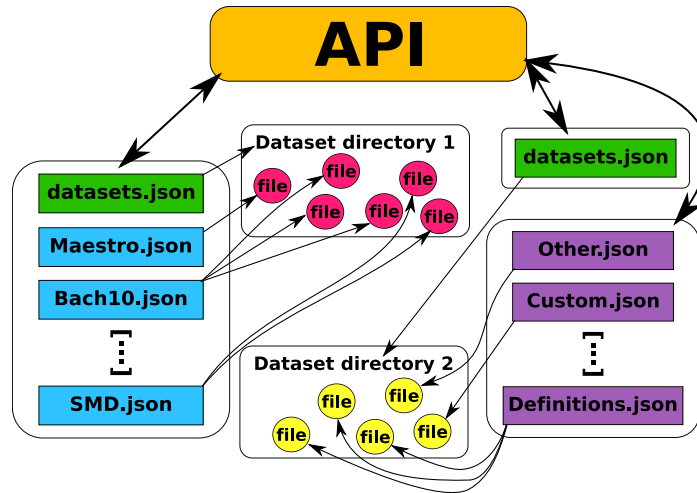 API
datasets.json
Maestro.json
Bach10.json
[...]
SMD.json
Dataset directory 1
file
file
file
file
file
file
Dataset directory 2
file
file
file
file
file
datasets.json
Other.json
Custom.json
[...]
Definitions.json